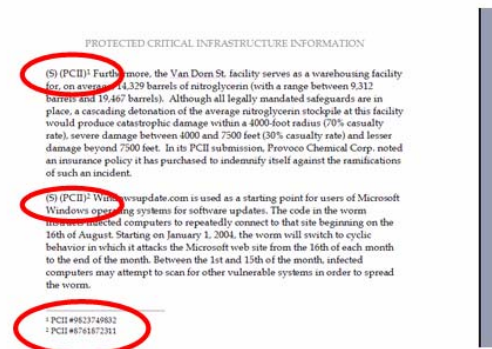 PROTECTED CRITICAL INFRASTRUCTURE INFORMATION
(S) (PCII)¹ Furthermore, the Van Dorn St. facility serves as a warehousing facility
for, on average 14,329 barrels of nitroglycerin (with a range between 9,312
barrels and 19,467 barrels). Although all legally mandated safeguards are in
place, a cascading detonation of the average nitroglycerin stockpile at this facility
would produce catastrophic damage within a 4000-foot radius (70% casualty
rate), severe damage between 4000 and 7500 feet (30% casualty rate) and lesser
damage beyond 7500 feet. In its PCII submission, Provoco Chemical Corp. noted
an insurance policy it has purchased to indemnify itself against the ramifications
of such an incident.
(S) (PCII)² Windowsupdate.com is used as a starting point for users of Microsoft
Windows operating systems for software updates. The code in the worm
instructs infected computers to repeatedly connect to that site beginning on the
16th of August. Starting on January 1, 2004, the worm will switch to cyclic
behavior in which it attacks the Microsoft web site from the 16th of each month
to the end of the month. Between the 1st and 15th of the month, infected
computers may attempt to scan for other vulnerable systems in order to spread
the worm.
¹ PCII #9823749832
² PCII #8761872311